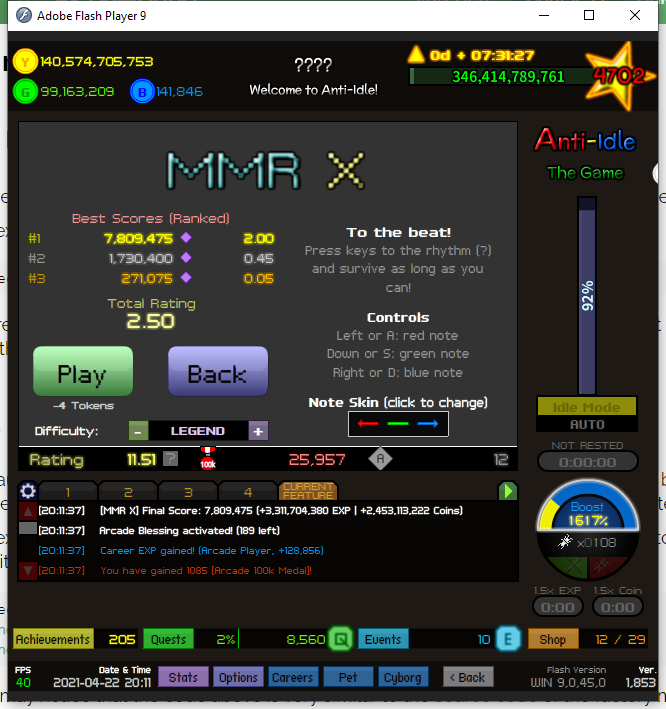 Adobe Flash Player 9
Y 140,574,705,753
G 99,163,209 B 141,846
????
Welcome to Anti-Idle!
0d + 07:31:27
346,414,789,761
4702
MMR X
Anti-Idle
The Game
Best Scores (Ranked)
#1 7,809,475 2.00
#2 1,730,400 0.45
#3 271,075 0.05
Total Rating
2.50
To the beat!
Press keys to the rhythm (?)
and survive as long as you
can!
Controls
Left or A: red note
Down or S: green note
Right or D: blue note
Note Skin (click to change)
Play
Back
-4 Tokens
Difficulty: - LEGEND +
92%
Idle Mode
AUTO
NOT RESTED
0:00:00
Rating 11.51 ? 100k 25,957 A 12
1 2 3 4 CURRENT
FEATURE
[20:11:37] [MMR X] Final Score: 7,809,475 (+3,311,704,380 EXP | +2,453,113,222 Coins)
[20:11:37] Arcade Blessing activated! (189 left)
[20:11:37] Career EXP gained! (Arcade Player, +128,856)
[20:11:37] You have gained 1085 [Arcade 100k Medal]!
Boost
1617%
x0108
1.5x EXP 1.5x Coin
0:00 0:00
Achievements 205 Quests 2% 8,560 Q Events 10 E Shop 12 / 29
FPS
40
Date & Time
2021-04-22 20:11
Stats Options Careers Pet Cyborg < Back
Flash Version
WIN 9,0,45,0
Ver.
1,853